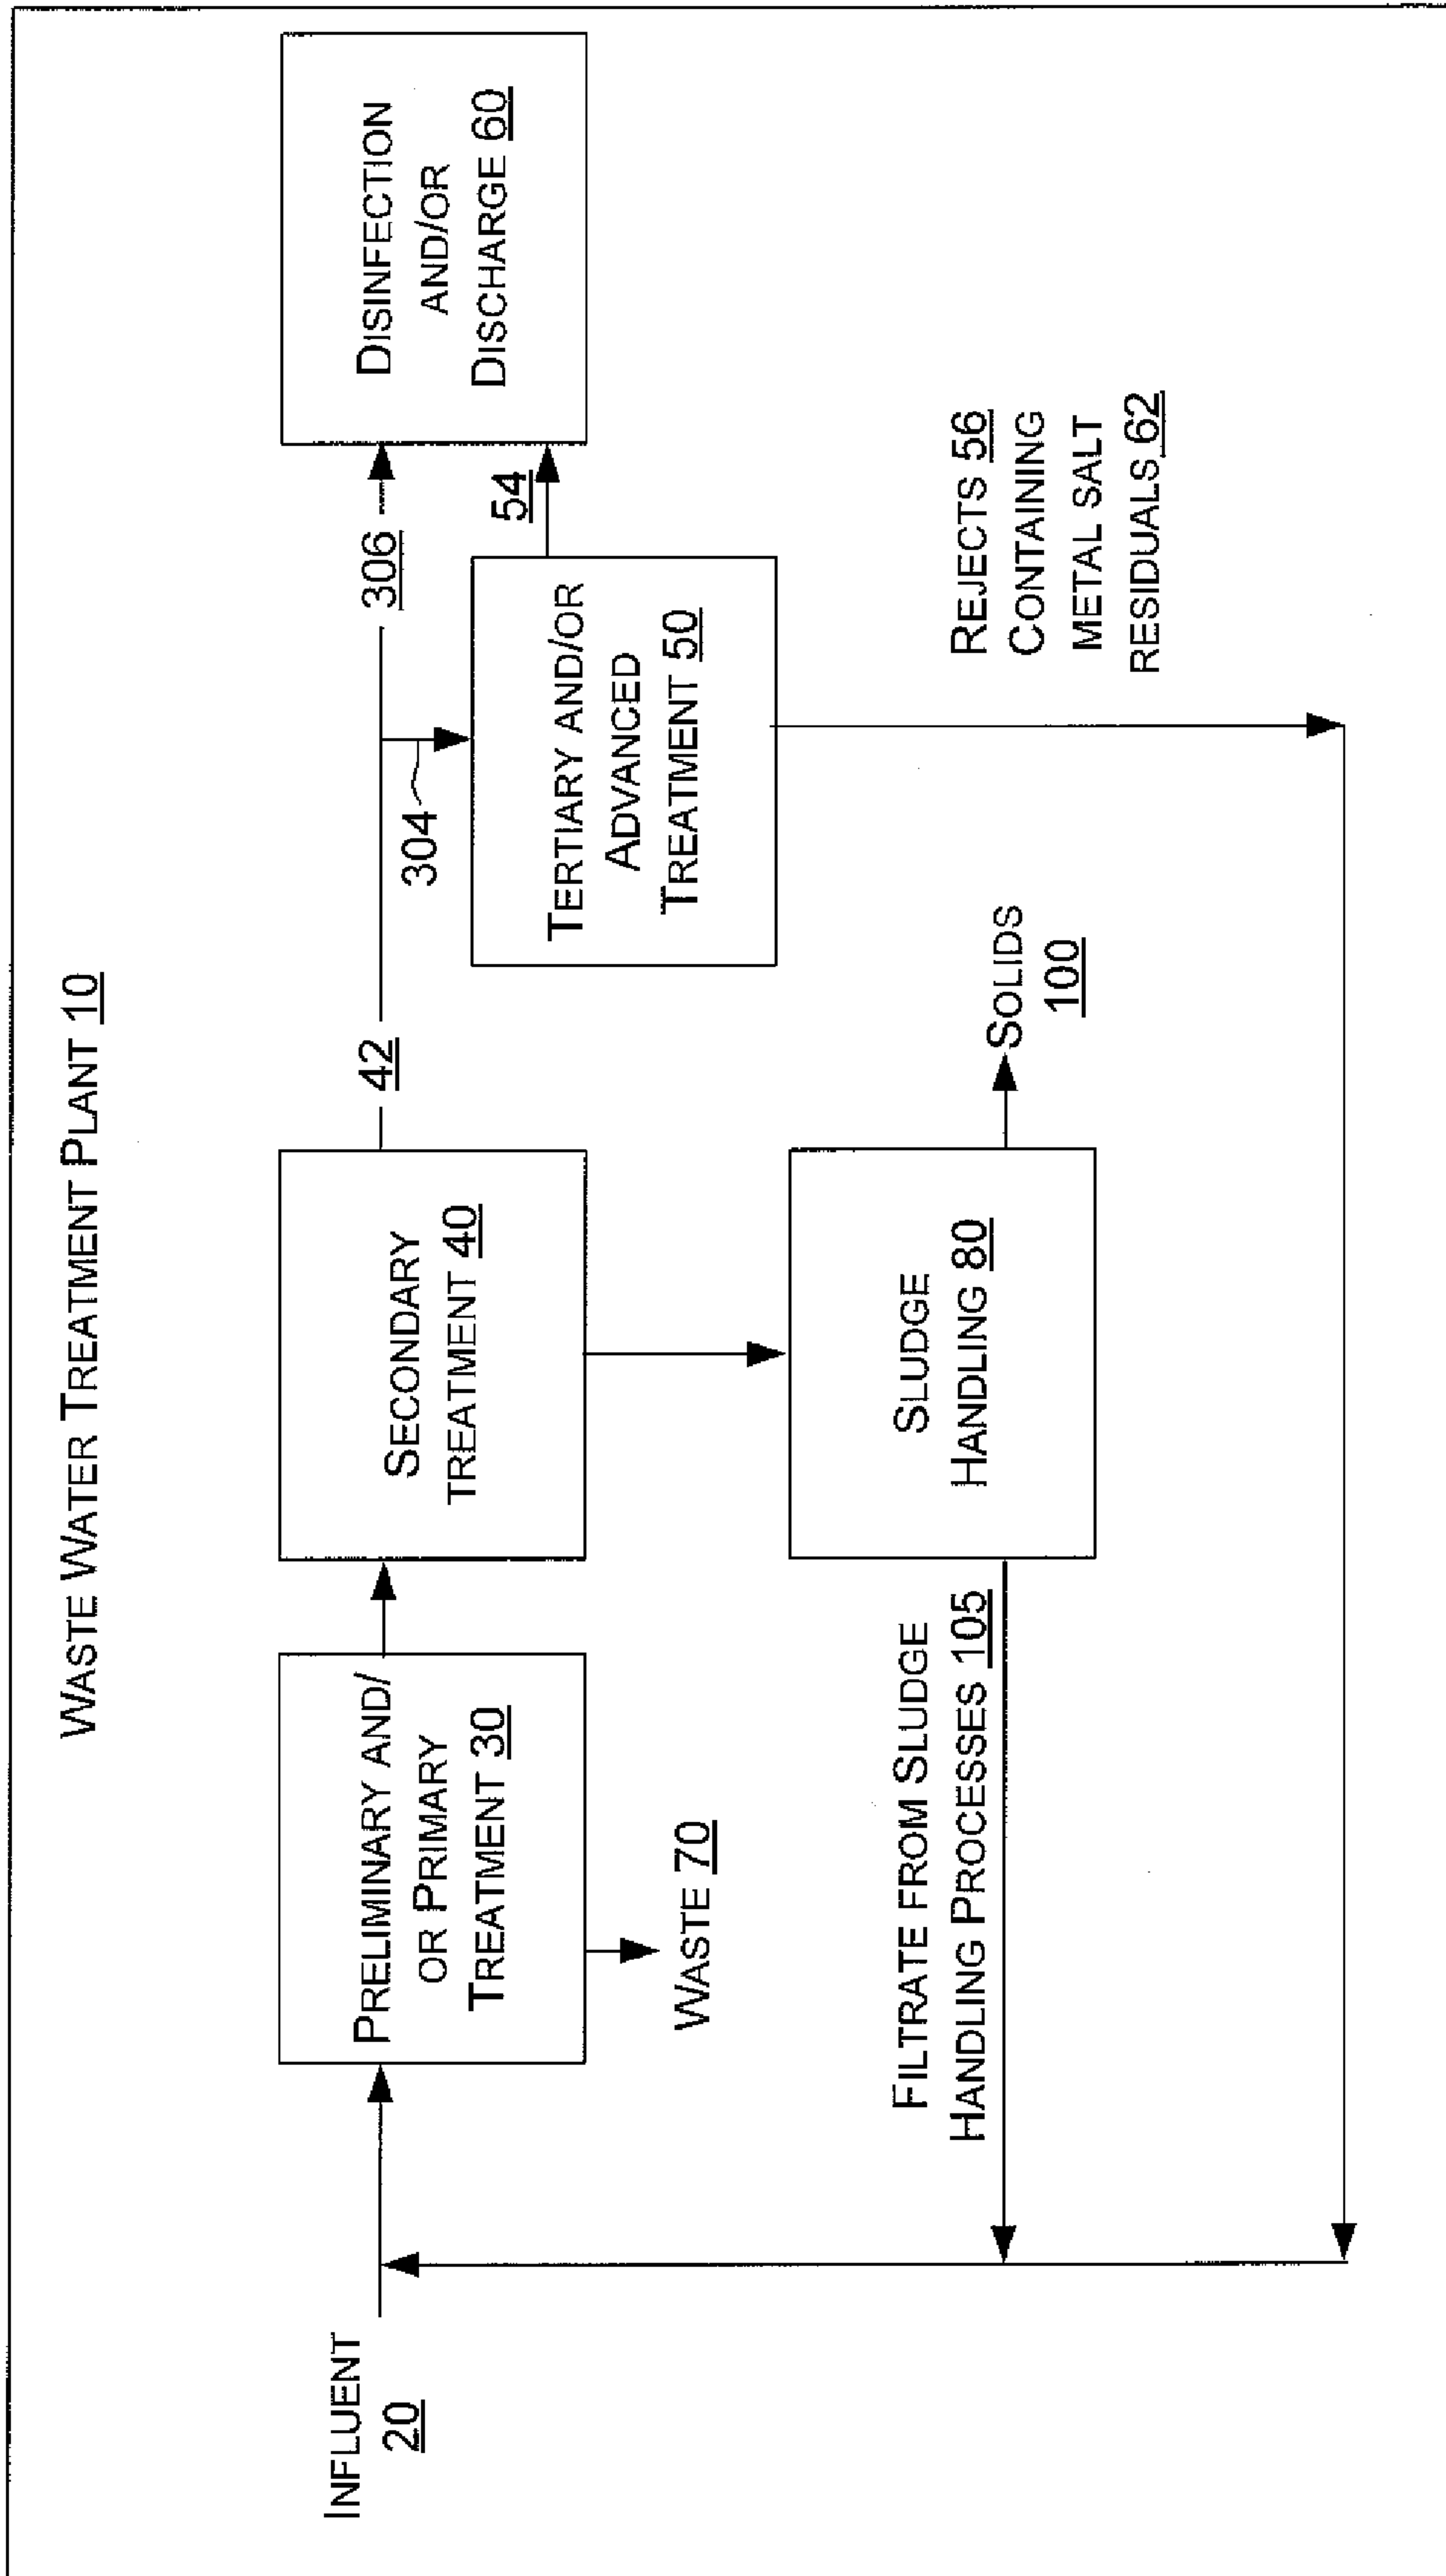 WASTE WATER TREATMENT PLANT 10
INFLUENT
20
PRELIMINARY AND/
OR PRIMARY
TREATMENT 30
WASTE 70
SECONDARY
TREATMENT 40
42
304
306
TERTIARY AND/OR
ADVANCED
TREATMENT 50
54
DISINFECTION
AND/OR
DISCHARGE 60
FILTRATE FROM SLUDGE
HANDLING PROCESSES 105
SLUDGE
HANDLING 80
SOLIDS
100
REJECTS 56
CONTAINING
METAL SALT
RESIDUALS 62